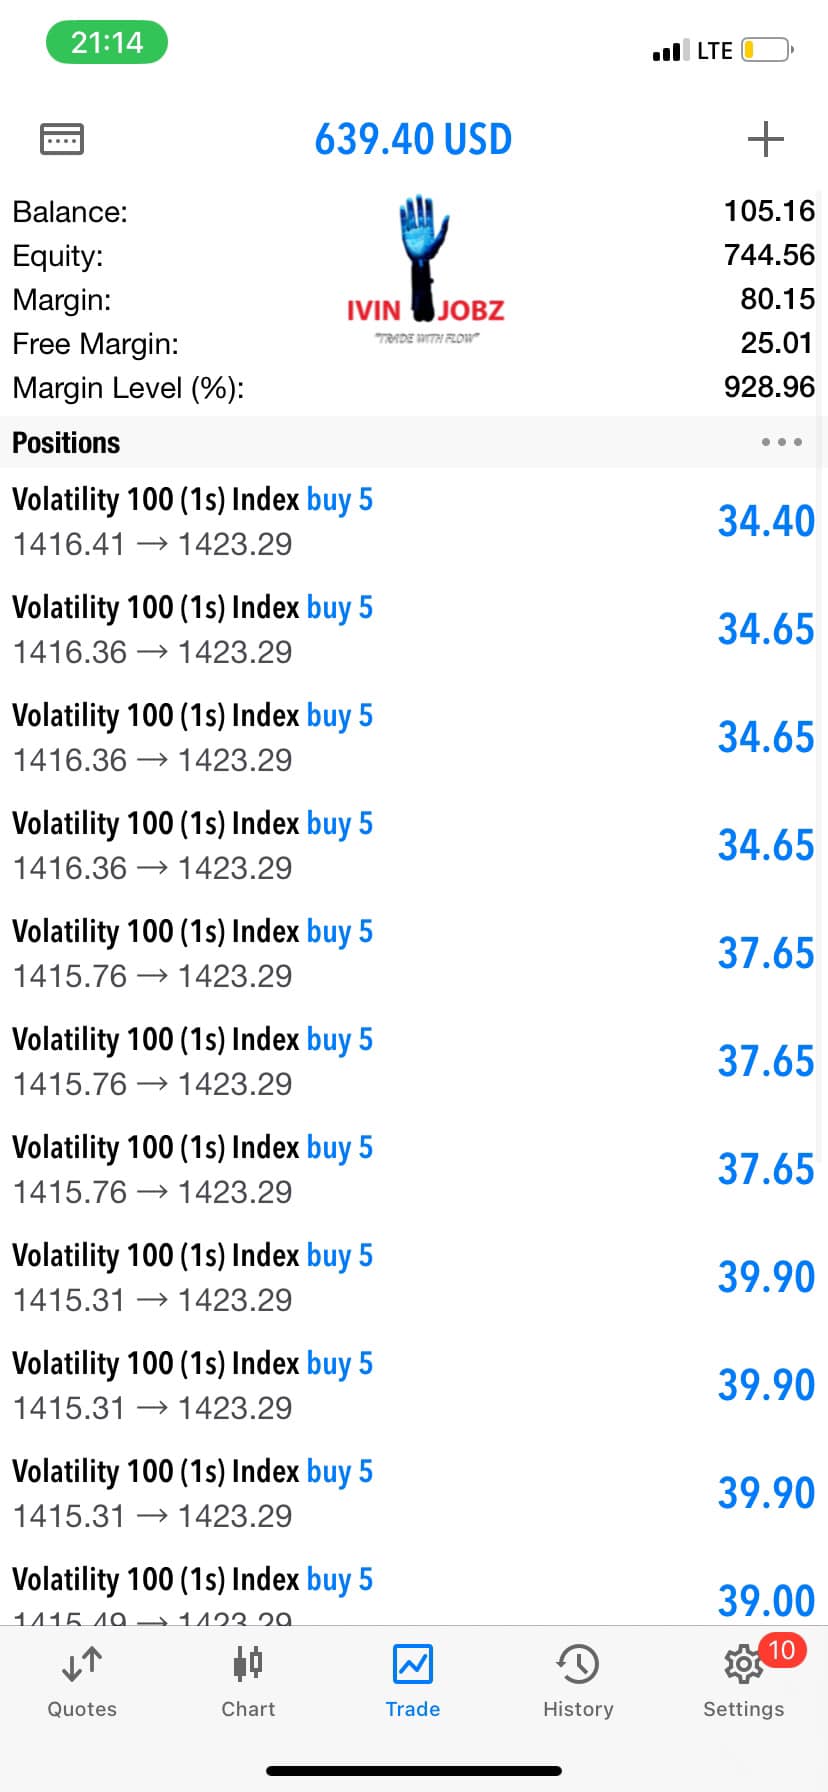 21:14
LTE
639.40 USD
Balance: 105.16
Equity: 744.56
Margin: 80.15
Free Margin: 25.01
Margin Level (%): 928.96
IVIN JOBZ
"TRADE WITH FLOW"
Positions
Volatility 100 (1s) Index buy 5
1416.41 → 1423.29
34.40
Volatility 100 (1s) Index buy 5
1416.36 → 1423.29
34.65
Volatility 100 (1s) Index buy 5
1416.36 → 1423.29
34.65
Volatility 100 (1s) Index buy 5
1416.36 → 1423.29
34.65
Volatility 100 (1s) Index buy 5
1415.76 → 1423.29
37.65
Volatility 100 (1s) Index buy 5
1415.76 → 1423.29
37.65
Volatility 100 (1s) Index buy 5
1415.76 → 1423.29
37.65
Volatility 100 (1s) Index buy 5
1415.31 → 1423.29
39.90
Volatility 100 (1s) Index buy 5
1415.31 → 1423.29
39.90
Volatility 100 (1s) Index buy 5
1415.31 → 1423.29
39.90
Volatility 100 (1s) Index buy 5
1415.49 → 1423.29
39.00
10
Quotes
Chart
Trade
History
Settings